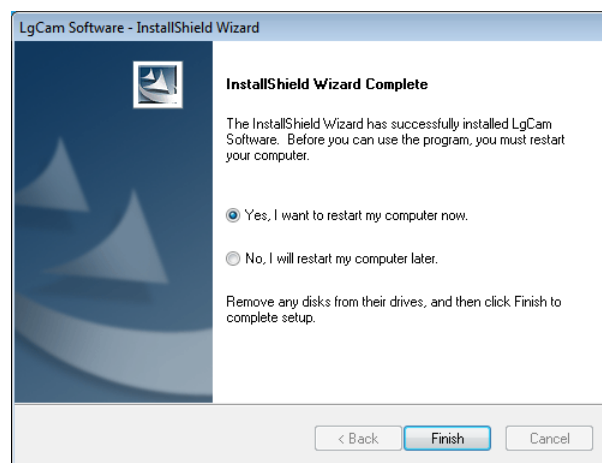 LgCam Software - InstallShield Wizard
InstallShield Wizard Complete
The InstallShield Wizard has successfully installed LgCam
Software.  Before you can use the program, you must restart
your computer.
Yes, I want to restart my computer now.
No, I will restart my computer later.
Remove any disks from their drives, and then click Finish to
complete setup.
< Back Finish Cancel